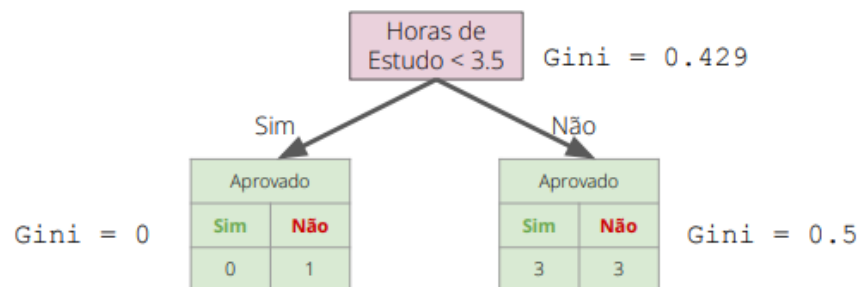 Horas de
Estudo < 3.5
Gini = 0.429
Sim
Não
Aprovado
Sim Não
0 1
Gini = 0
Aprovado
Sim Não
3 3
Gini = 0.5